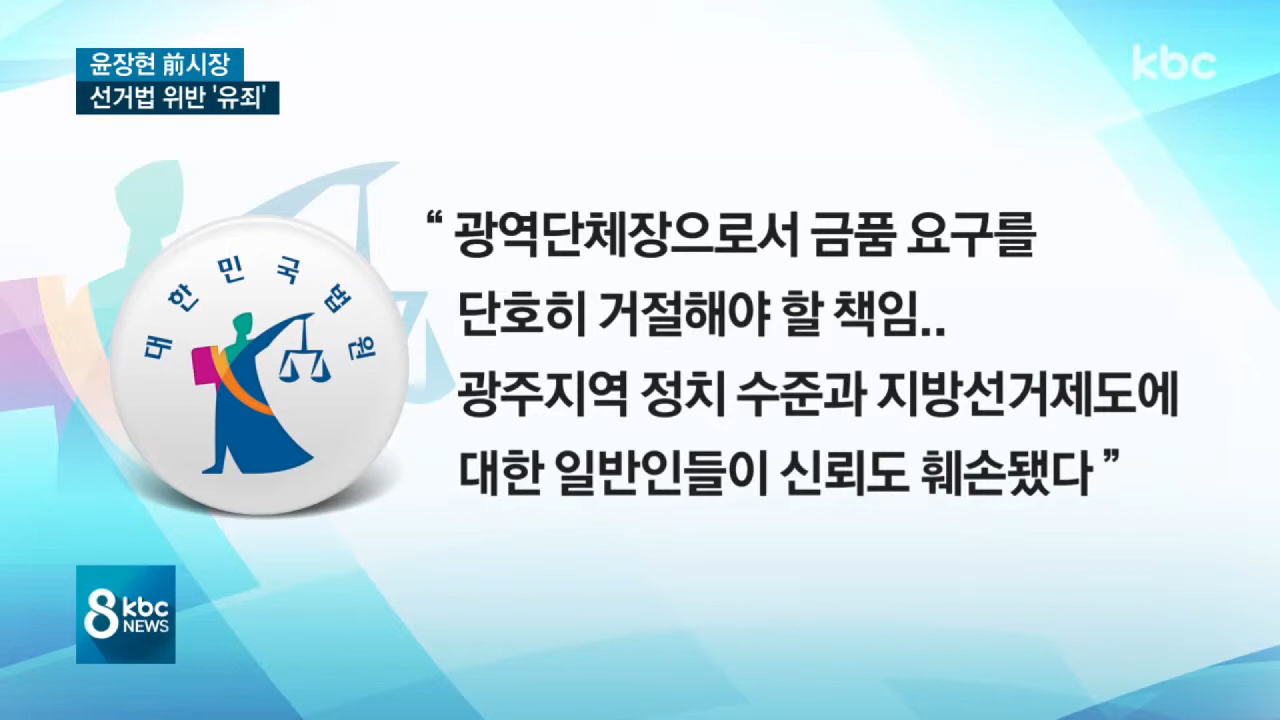 윤장현 前시장
선거법 위반 '유죄'
kbc
대한민국법원
“ 광역단체장으로서 금품 요구를
단호히 거절해야 할 책임..
광주지역 정치 수준과 지방선거제도에
대한 일반인들이 신뢰도 훼손됐다 ”
8 kbc
NEWS